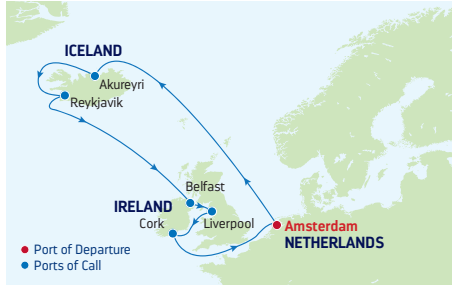 ICELAND
Akureyri
Reykjavik
Belfast
IRELAND
Cork
Liverpool
Amsterdam
NETHERLANDS
Port of Departure
Ports of Call